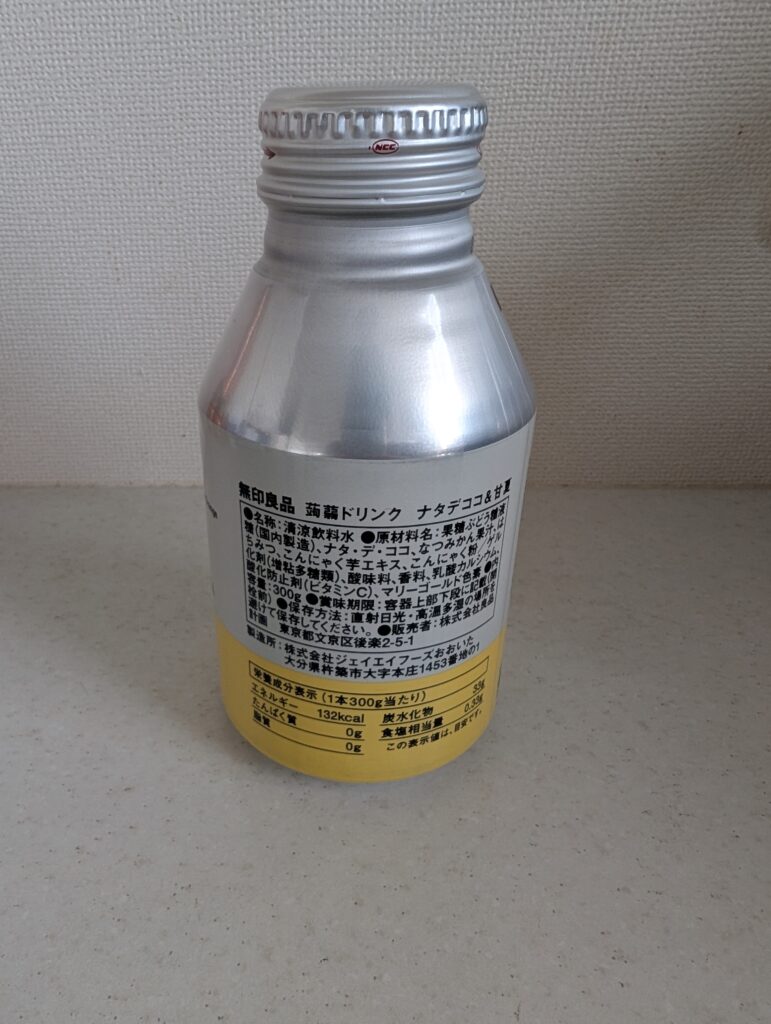 NCC
無印良品 蒟蒻ドリンク ナタデココ&甘夏
●名称:清涼飲料水 ●原材料名:果糖ぶどう糖液
糖(国内製造)、ナタ・デ・ココ、なつみかん果汁、は
ちみつ、こんにゃく芋エキス、こんにゃく粉/ゲル
化剤(増粘多糖類)、酸味料、香料、乳酸カルシウム、
酸化防止剤(ビタミンC)、マリーゴールド色素 ●内
容量:300g ●賞味期限:容器上部下段に記載(開
栓前) ●保存方法:直射日光・高温多湿の場所を
避けて保存してください。 ●販売者:株式会社良品
計画 東京都文京区後楽2-5-1
製造所:株式会社ジェイエイフーズおおいた
大分県杵築市大字本庄1453番地の1
栄養成分表示(1本300g当たり)
エネルギー 132kcal 炭水化物 33g
たんぱく質 0g 食塩相当量 0.33g
脂質 0g この表示値は、目安です。